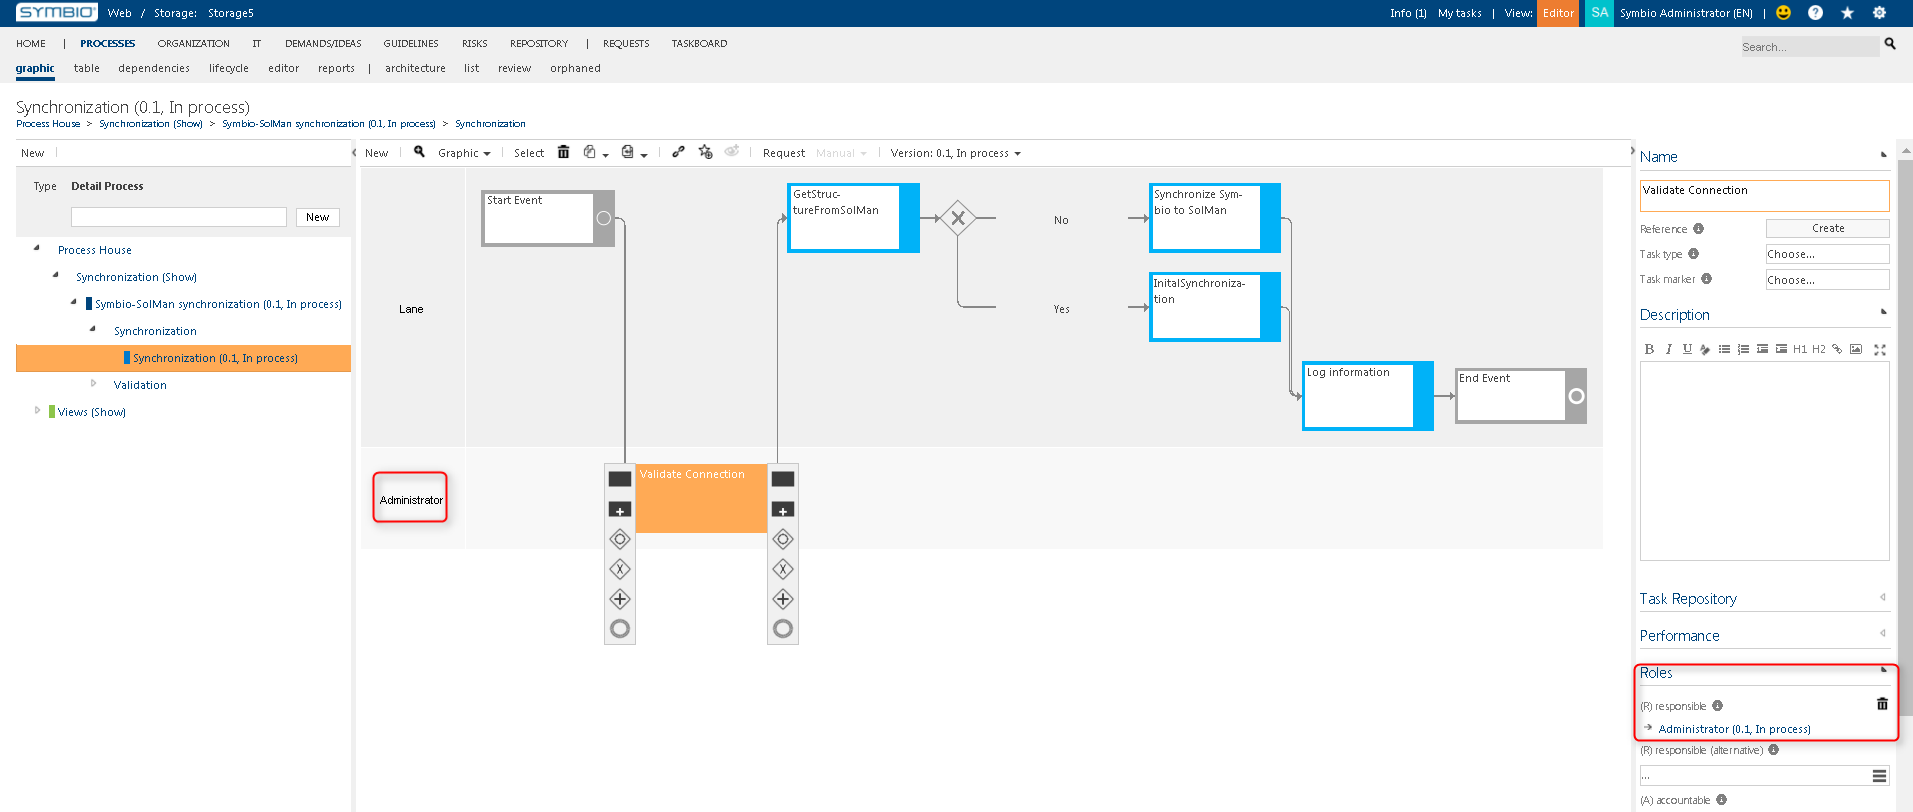 SYMBIO Web / Storage: Storage5 Info (1) My tasks | View: Editor SA Symbio Administrator (EN) |
HOME | PROCESSES ORGANIZATION IT DEMANDS/IDEAS GUIDELINES RISKS REPOSITORY | REQUESTS TASKBOARD
Search...
graphic table dependencies lifecycle editor reports | architecture list review orphaned
Synchronization (0.1, In process)
Process House > Synchronization (Show) > Symbio-SolMan synchronization (0.1, In process) > Synchronization
New
Type Detail Process
New
Process House
Synchronization (Show)
Symbio-SolMan synchronization (0.1, In process)
Synchronization
Synchronization (0.1, In process)
Validation
Views (Show)
New Graphic Select Request Manual Version: 0.1, In process
Lane
Start Event
GetStruc-
tureFromSolMan
No
Yes
Synchronize Sym-
bio to SolMan
InitalSynchroniza-
tion
Log information
End Event
Administrator
Validate Connection
Name
Validate Connection
Reference Create
Task type Choose...
Task marker Choose...
Description
B I U H1 H2
Task Repository
Performance
Roles
(R) responsible
Administrator (0.1, In process)
(R) responsible (alternative)
...
(A) accountable